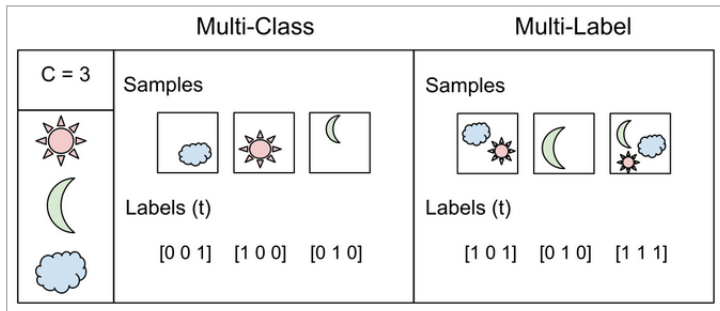 Multi-Class
Multi-Label
C = 3
Samples
Samples
Labels (t)
Labels (t)
[0 0 1] [1 0 0] [0 1 0]
[1 0 1] [0 1 0] [1 1 1]